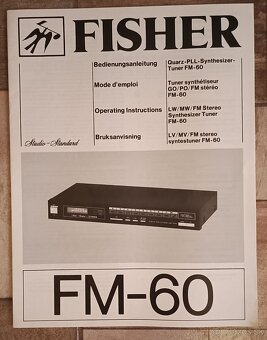 FISHER
Bedienungsanleitung
Quarz-PLL-Synthesizer-
Tuner FM-60
Mode d'emploi
Tuner synthétiseur
GO/PO/FM stéréo
FM-60
Operating Instructions
LW/MW/FM Stereo
Synthesizer Tuner
FM-60
Bruksanvisning
LV/MV/FM stereo
syntestuner FM-60
Studio-Standard
FM-60